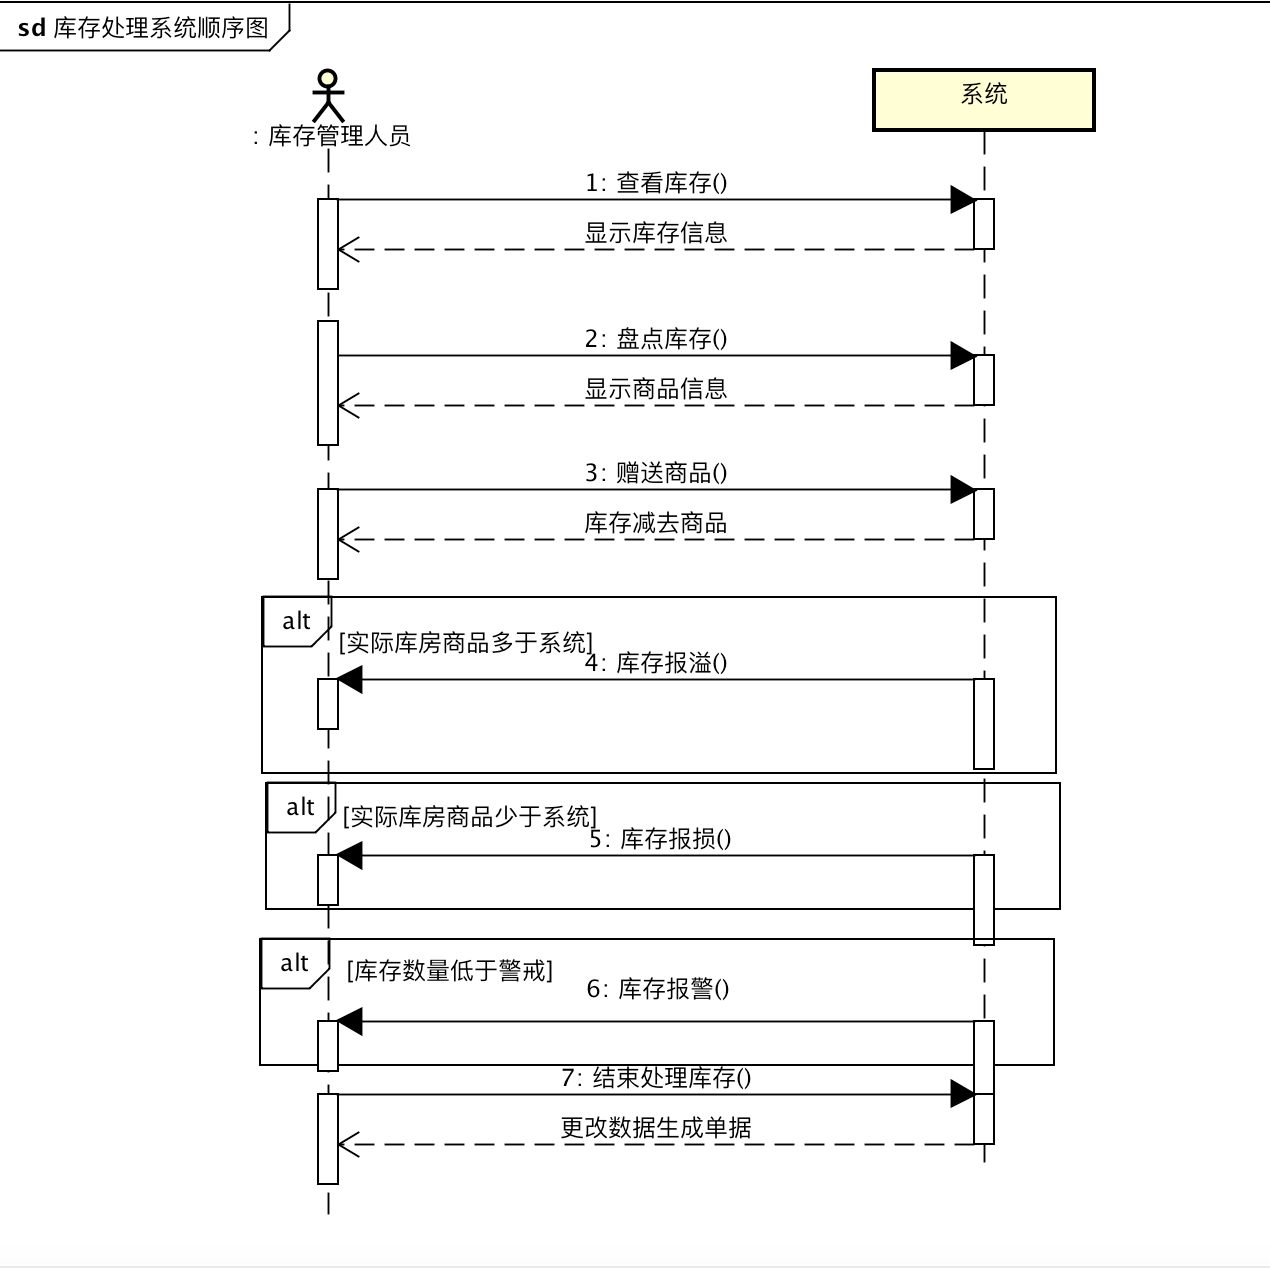 sd 库存处理系统顺序图
系统
: 库存管理人员
1: 查看库存()
显示库存信息
2: 盘点库存()
显示商品信息
3: 赠送商品()
库存减去商品
alt
[实际库房商品多于系统]
4: 库存报溢()
alt
[实际库房商品少于系统]
5: 库存报损()
alt
[库存数量低于警戒]
6: 库存报警()
7: 结束处理库存()
更改数据生成单据